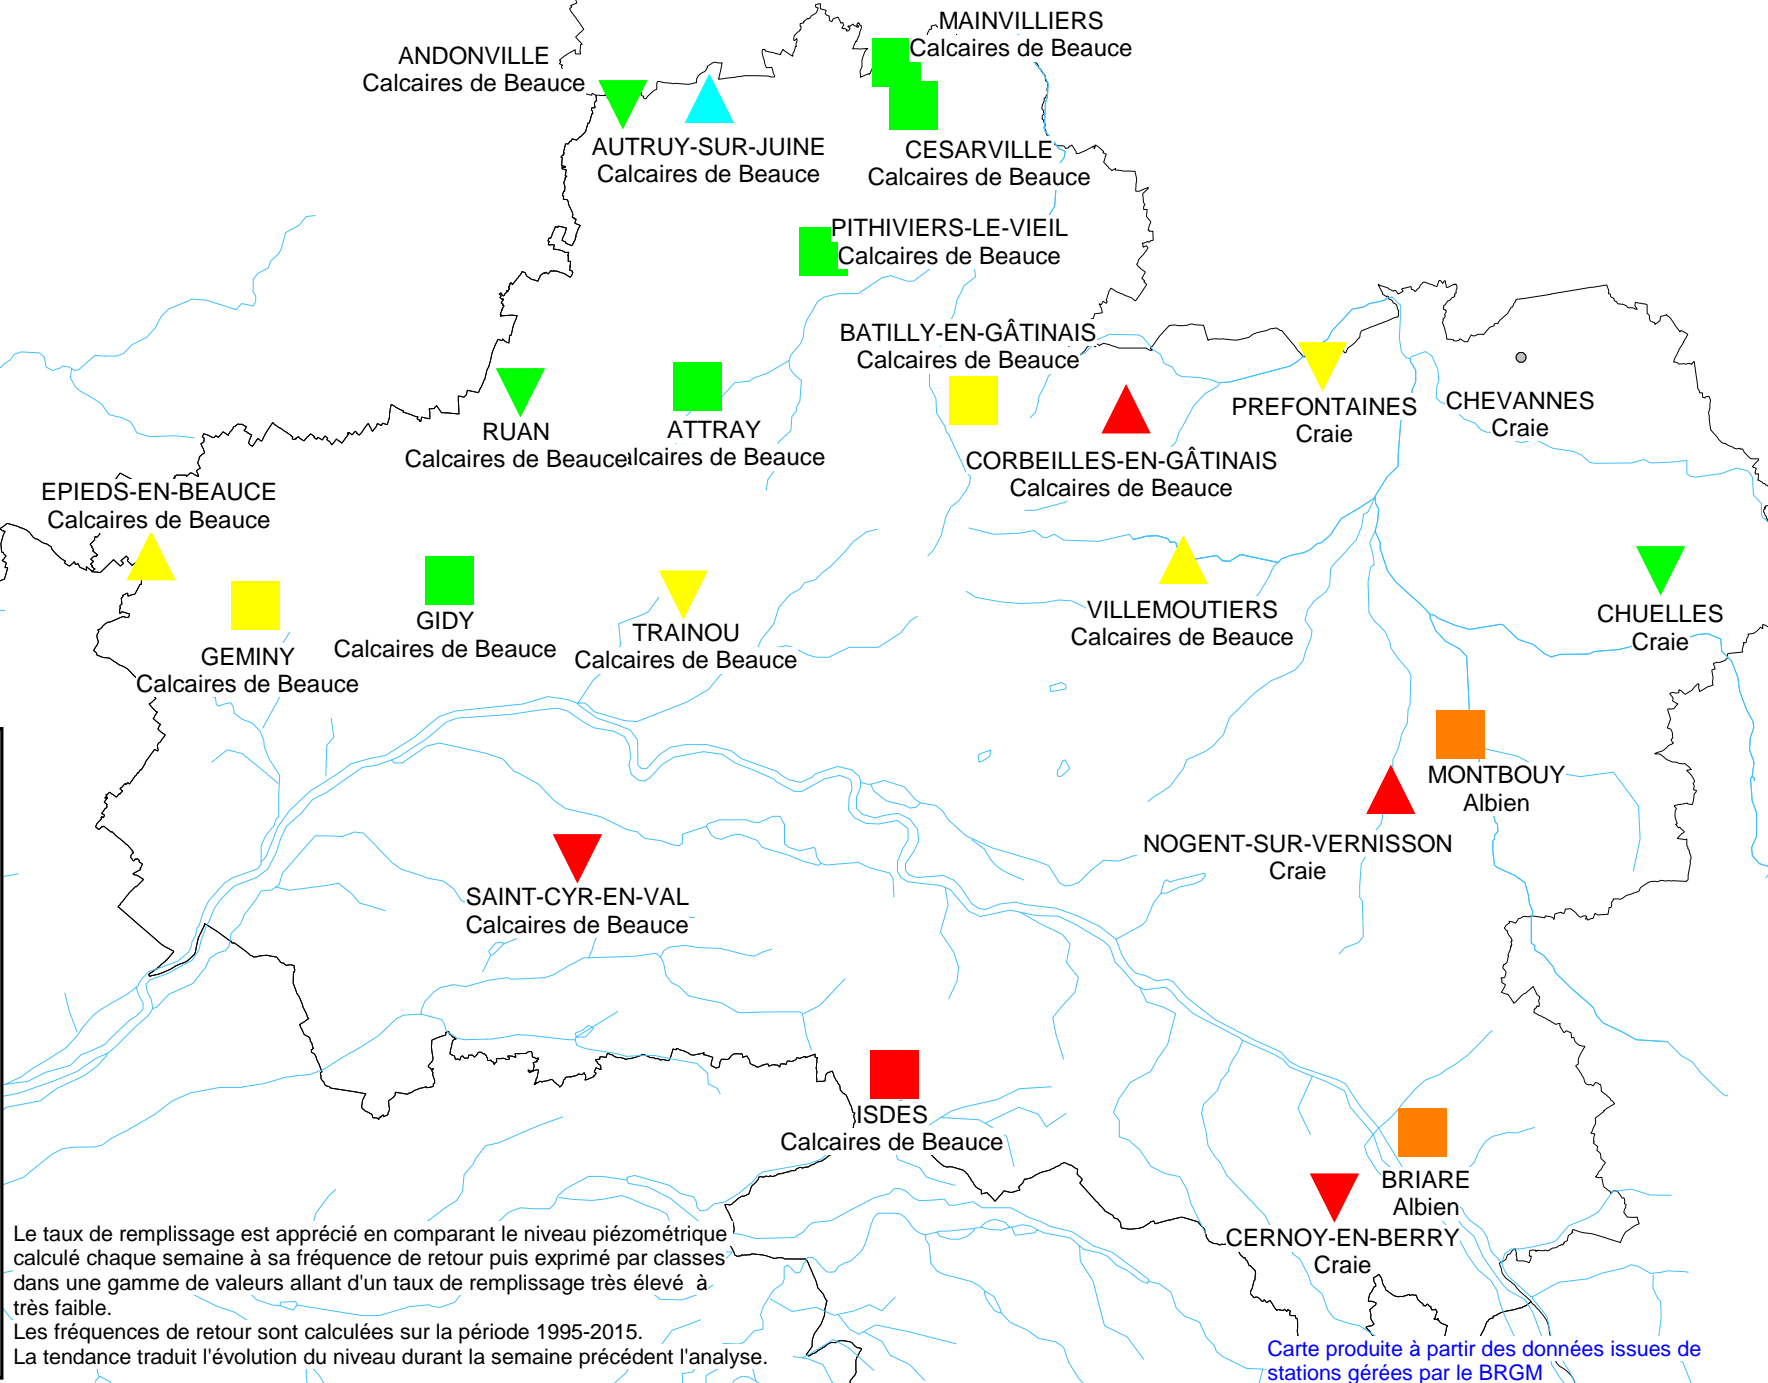 MAINVILLIERS
Calcaires de Beauce
ANDONVILLE
Calcaires de Beauce
AUTRUY-SUR-JUINE
Calcaires de Beauce
CESARVILLE
Calcaires de Beauce
PITHIVIERS-LE-VIEIL
Calcaires de Beauce
BATILLY-EN-GÂTINAIS
Calcaires de Beauce
PREFONTAINES
Craie
CHEVANNES
Craie
RUAN
Calcaires de Beauce
ATTRAY
lcaires de Beauce
CORBEILLES-EN-GÂTINAIS
Calcaires de Beauce
EPIEDS-EN-BEAUCE
Calcaires de Beauce
GEMINY
Calcaires de Beauce
GIDY
Calcaires de Beauce
TRAINOU
Calcaires de Beauce
VILLEMOUTIERS
Calcaires de Beauce
CHUELLES
Craie
MONTBOUY
Albien
NOGENT-SUR-VERNISSON
Craie
SAINT-CYR-EN-VAL
Calcaires de Beauce
ISDES
Calcaires de Beauce
BRIARE
Albien
CERNOY-EN-BERRY
Craie
Le taux de remplissage est apprécié en comparant le niveau piézométrique
calculé chaque semaine à sa fréquence de retour puis exprimé par classes
dans une gamme de valeurs allant d'un taux de remplissage très élevé à
très faible.
Les fréquences de retour sont calculées sur la période 1995-2015.
La tendance traduit l'évolution du niveau durant la semaine précédent l'analyse.
Carte produite à partir des données issues de
stations gérées par le BRGM